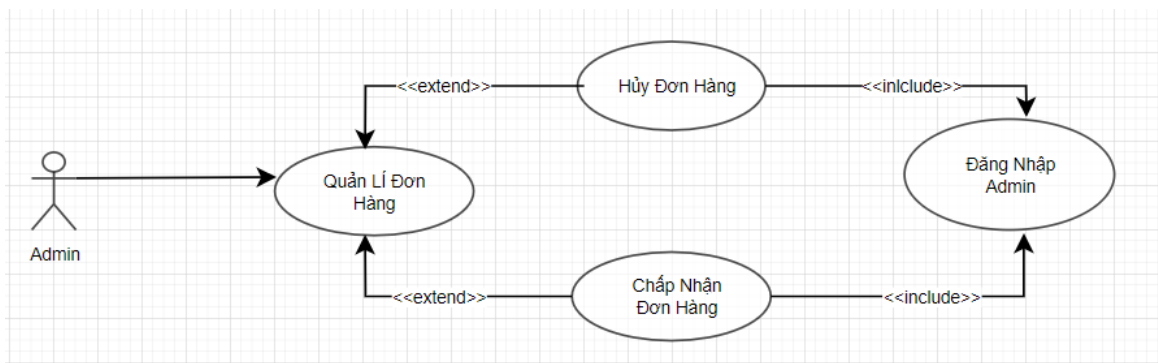 Hủy Đơn Hàng
<<extend>>
<<inlclude>>
Quản LÍ Đơn
Hàng
Đăng Nhập
Admin
Admin
Chấp Nhận
Đơn Hàng
<<extend>>
<<include>>